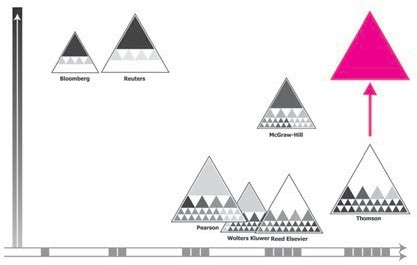 Bloomberg
Reuters
McGraw-Hill
Pearson
Thomson
Wolters Kluwer
Reed Elsevier